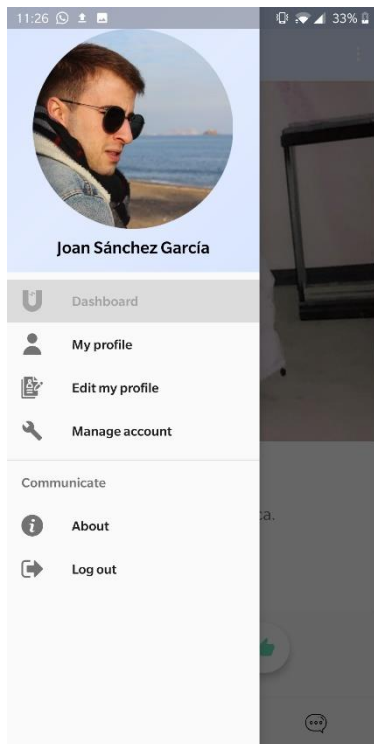 11:26 33%
Joan Sánchez García
Dashboard
My profile
Edit my profile
Manage account
Communicate
ca.
About
Log out